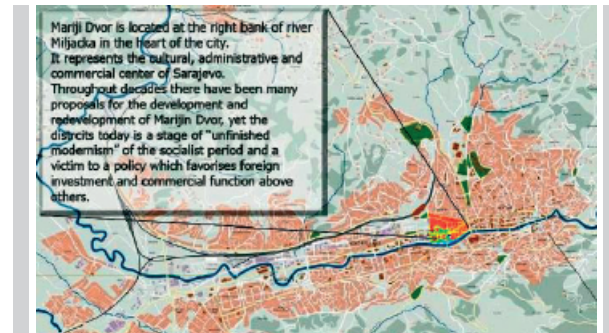 Mariji Dvor is located at the right bank of river
Miljacka in the heart of the city.
It represents the cultural, administrative and
commercial center of Sarajevo.
Throughout decades there have been many
proposals for the development and
redevelopment of Marijin Dvor, yet the
distrcits today is a stage of "unfinished
modernism" of the socialist period and a
victim to a policy which favorises foreign
investment and commercial function above
others.